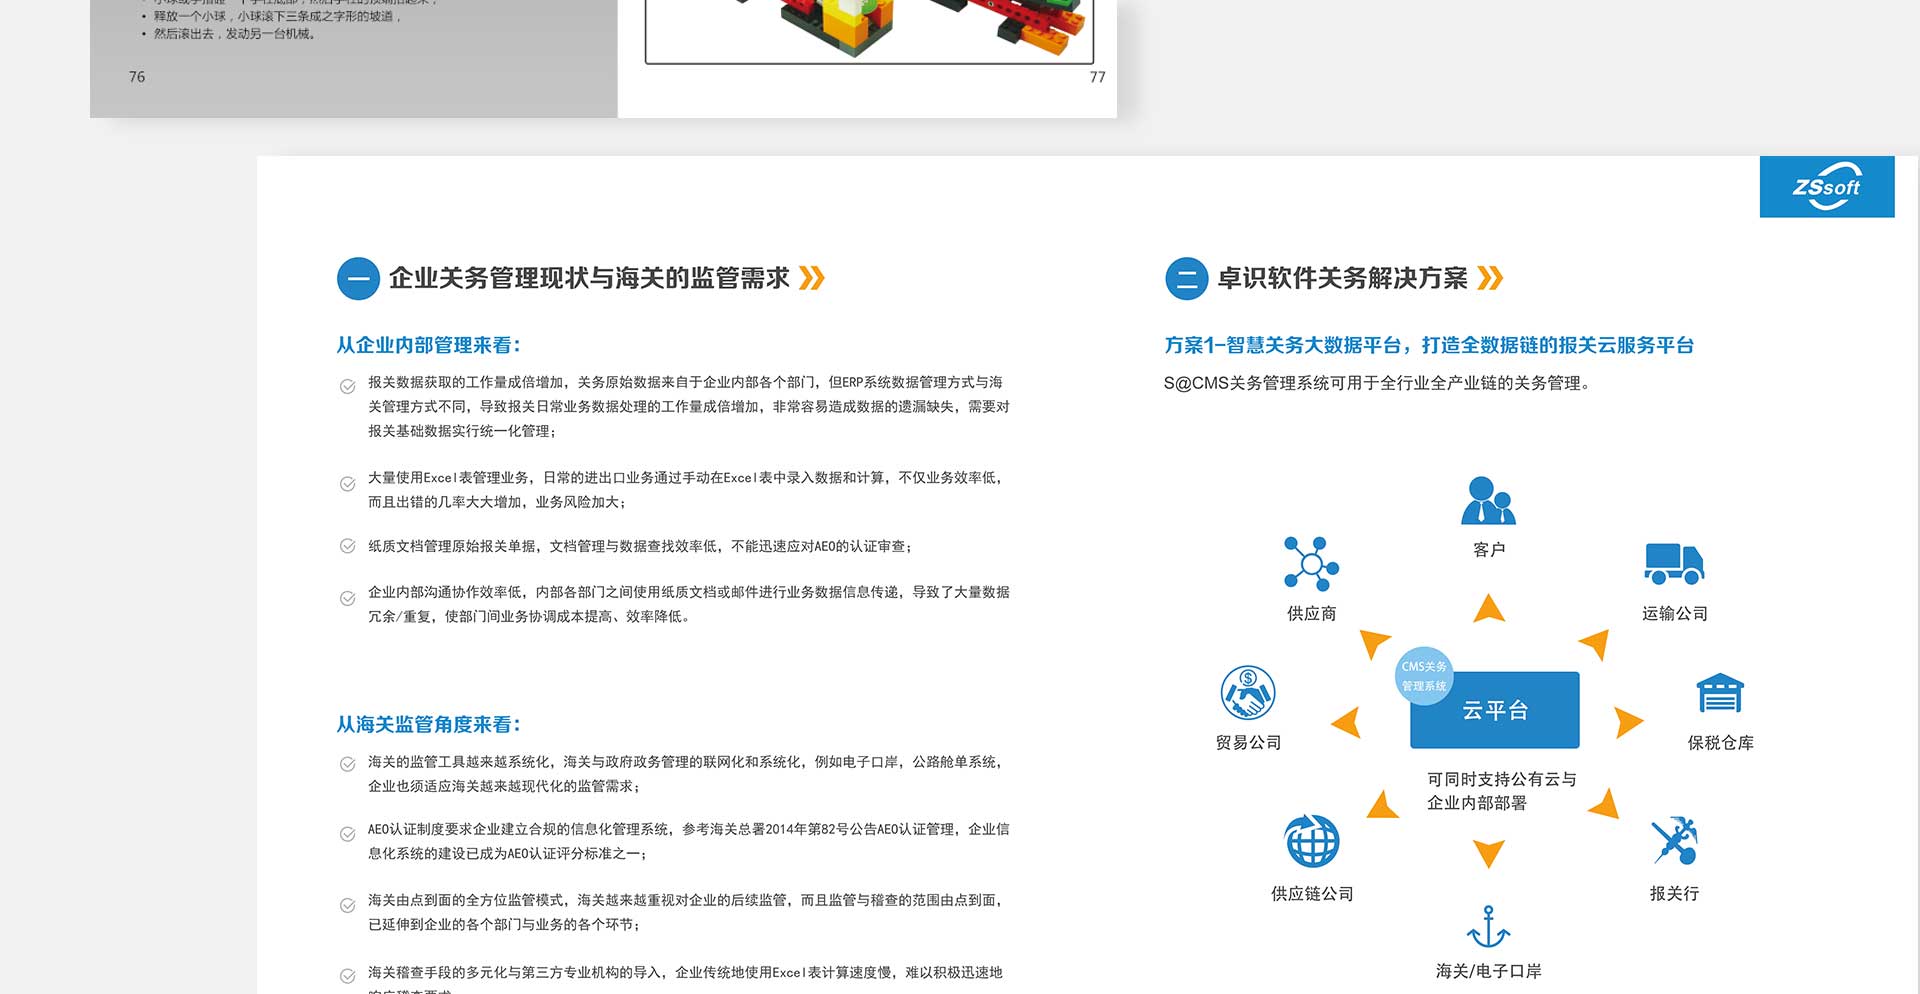 释放一个小球，小球滚下三条成之字形的坡道，
然后滚出去，发动另一台机械。
76
77
ZSsoft
一 企业关务管理现状与海关的监管需求
从企业内部管理来看：
报关数据获取的工作量成倍增加，关务原始数据来自于企业内部各个部门，但ERP系统数据管理方式与海
关管理方式不同，导致报关日常业务数据处理的工作量成倍增加，非常容易造成数据的遗漏缺失，需要对
报关基础数据实行统一化管理；
大量使用Excel表管理业务，日常的进出口业务通过手动在Excel表中录入数据和计算，不仅业务效率低，
而且出错的几率大大增加，业务风险加大；
纸质文档管理原始报关单据，文档管理与数据查找效率低，不能迅速应对AEO的认证审查；
企业内部沟通协作效率低，内部各部门之间使用纸质文档或邮件进行业务数据信息传递，导致了大量数据
冗余/重复，使部门间业务协调成本提高、效率降低。
从海关监管角度来看：
海关的监管工具越来越系统化，海关与政府政务管理的联网化和系统化，例如电子口岸，公路舱单系统，
企业也须适应海关越来越现代化的监管需求；
AEO认证制度要求企业建立合规的信息化管理系统，参考海关总署2014年第82号公告AEO认证管理，企业信
息化系统的建设已成为AEO认证评分标准之一；
海关由点到面的全方位监管模式，海关越来越重视对企业的后续监管，而且监管与稽查的范围由点到面，
已延伸到企业的各个部门与业务的各个环节；
海关稽查手段的多元化与第三方专业机构的导入，企业传统地使用Excel表计算速度慢，难以积极迅速地
二 卓识软件关务解决方案
方案1-智慧关务大数据平台，打造全数据链的报关云服务平台
S@CMS关务管理系统可用于全行业全产业链的关务管理。
客户
供应商
运输公司
CMS关务
管理系统
云平台
贸易公司
保税仓库
可同时支持公有云与
企业内部部署
供应链公司
报关行
海关/电子口岸